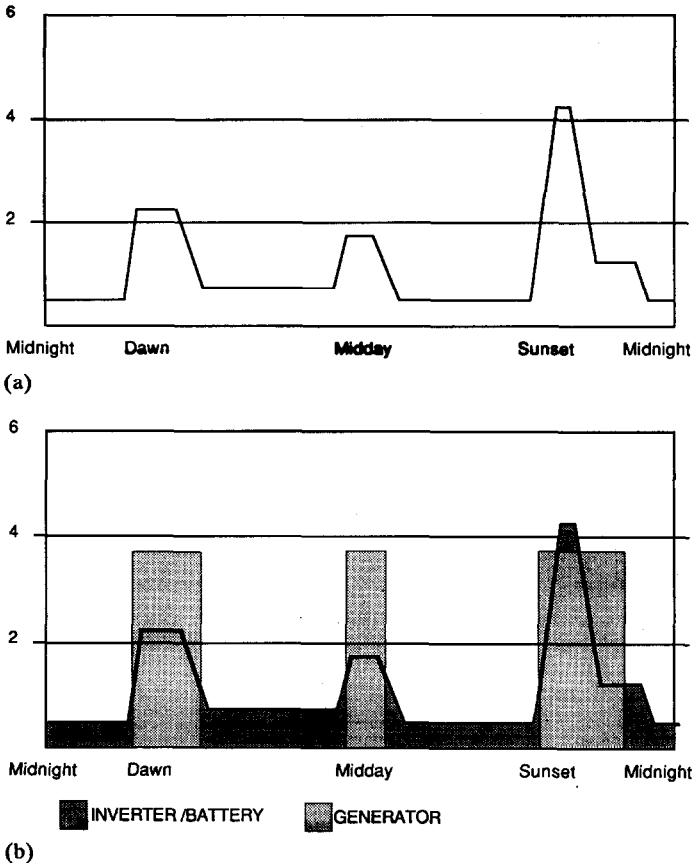 6
4
2
Midnight Dawn Midday Sunset Midnight
(a)
6
4
2
Midnight Dawn Midday Sunset Midnight
INVERTER /BATTERY GENERATOR
(b)